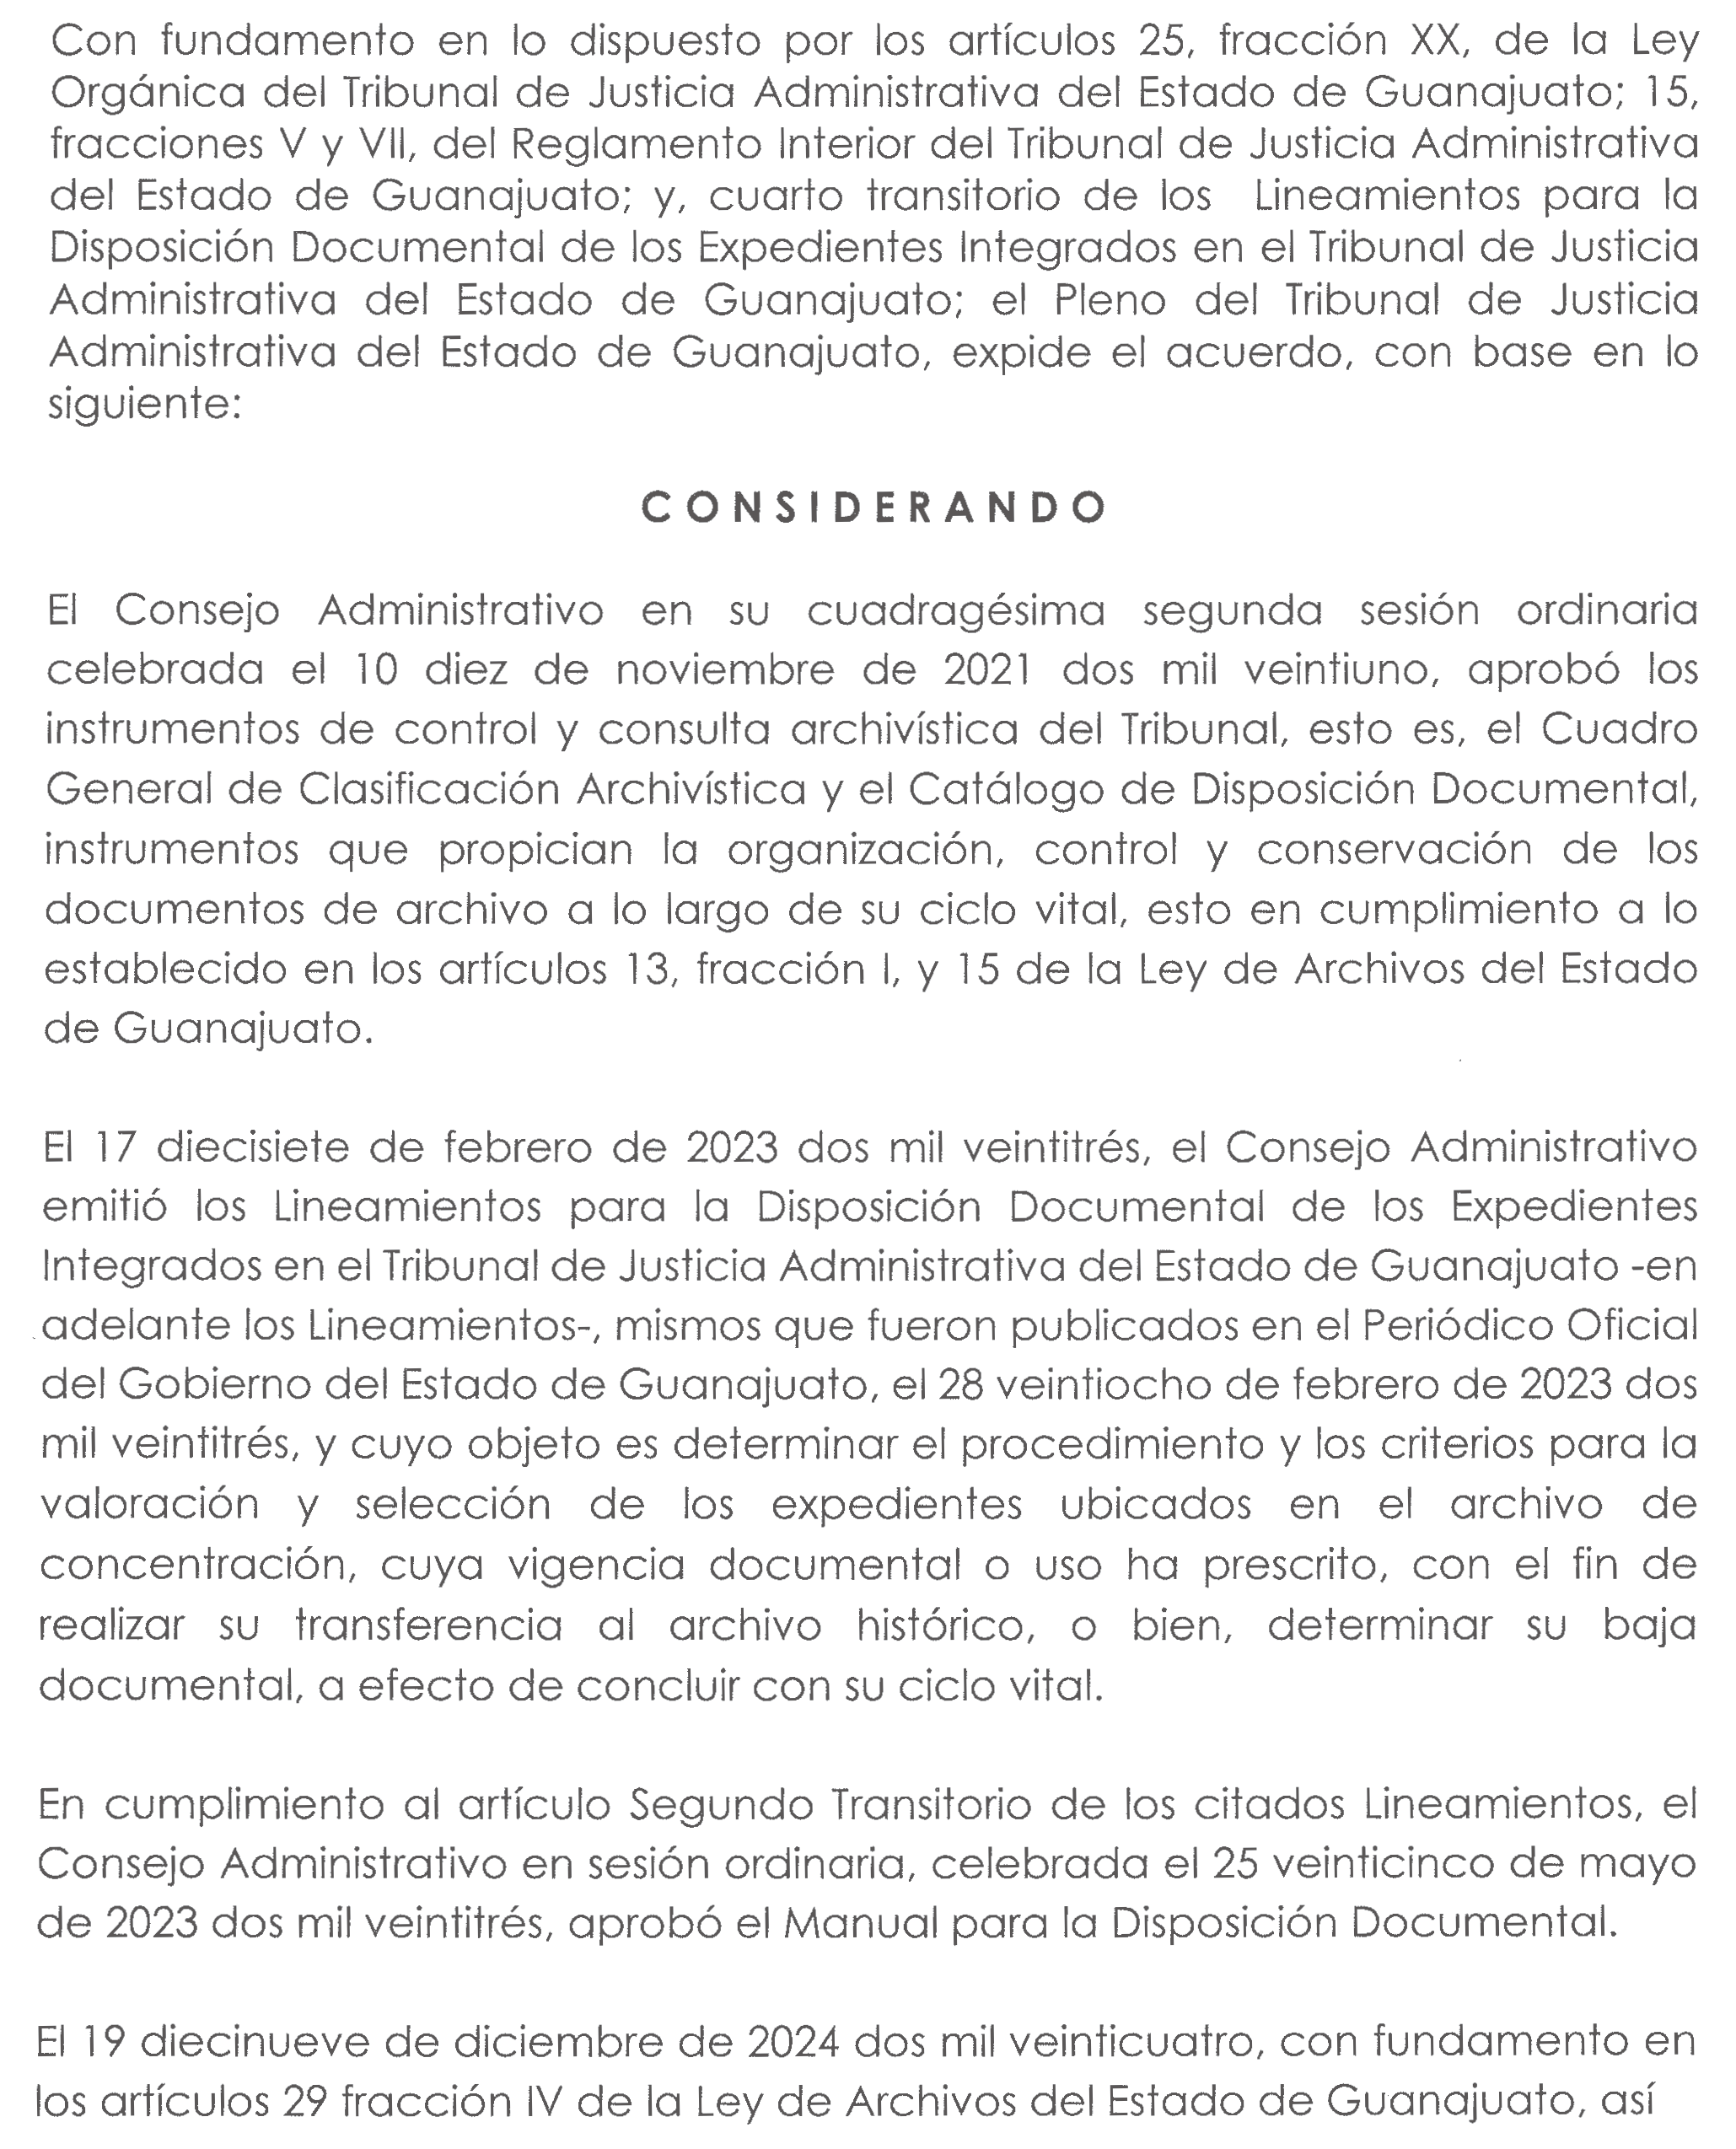 Con fundamento en lo dispuesto por los artículos 25, fracción XX, de la Ley
Orgánica del Tribunal de Justicia Administrativa del Estado de Guanajuato; 15,
fracciones V y VII, del Reglamento Interior del Tribunal de Justicia Administrativa
del Estado de Guanajuato; y, cuarto transitorio de los Lineamientos para la
Disposición Documental de los Expedientes Integrados en el Tribunal de Justicia
Administrativa del Estado de Guanajuato; el Pleno del Tribunal de Justicia
Administrativa del Estado de Guanajuato, expide el acuerdo, con base en lo
siguiente:
C O N S I D E R A N D O
El Consejo Administrativo en su cuadragésima segunda sesión ordinaria
celebrada el 10 diez de noviembre de 2021 dos mil veintiuno, aprobó los
instrumentos de control y consulta archivística del Tribunal, esto es, el Cuadro
General de Clasificación Archivística y el Catálogo de Disposición Documental,
instrumentos que propician la organización, control y conservación de los
documentos de archivo a lo largo de su ciclo vital, esto en cumplimiento a lo
establecido en los artículos 13, fracción I, y 15 de la Ley de Archivos del Estado
de Guanajuato.
El 17 diecisiete de febrero de 2023 dos mil veintitrés, el Consejo Administrativo
emitió los Lineamientos para la Disposición Documental de los Expedientes
Integrados en el Tribunal de Justicia Administrativa del Estado de Guanajuato -en
adelante los Lineamientos-, mismos que fueron publicados en el Periódico Oficial
del Gobierno del Estado de Guanajuato, el 28 veintiocho de febrero de 2023 dos
mil veintitrés, y cuyo objeto es determinar el procedimiento y los criterios para la
valoración y selección de los expedientes ubicados en el archivo de
concentración, cuya vigencia documental o uso ha prescrito, con el fin de
realizar su transferencia al archivo histórico, o bien, determinar su baja
documental, a efecto de concluir con su ciclo vital.
En cumplimiento al artículo Segundo Transitorio de los citados Lineamientos, el
Consejo Administrativo en sesión ordinaria, celebrada el 25 veinticinco de mayo
de 2023 dos mil veintitrés, aprobó el Manual para la Disposición Documental.
El 19 diecinueve de diciembre de 2024 dos mil veinticuatro, con fundamento en
los artículos 29 fracción IV de la Ley de Archivos del Estado de Guanajuato, así